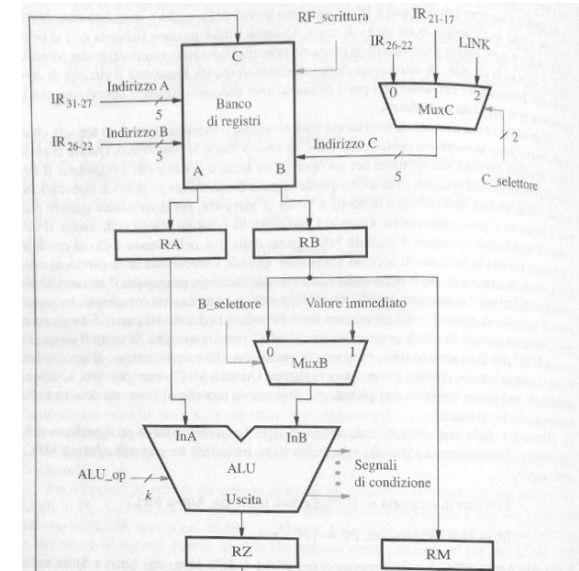 RF_scrittura
IR21-17
IR26-22
LINK
C
0 1 2
MuxC
IR31-27
Indirizzo A
5
Banco
di registri
IR26-22
Indirizzo B
5
2
Indirizzo C
5
C_selettore
A
B
RA
RB
B_selettore
Valore immediato
0 1
MuxB
InA
InB
ALU
ALU_op
k
Uscita
Segnali
di condizione
RZ
RM